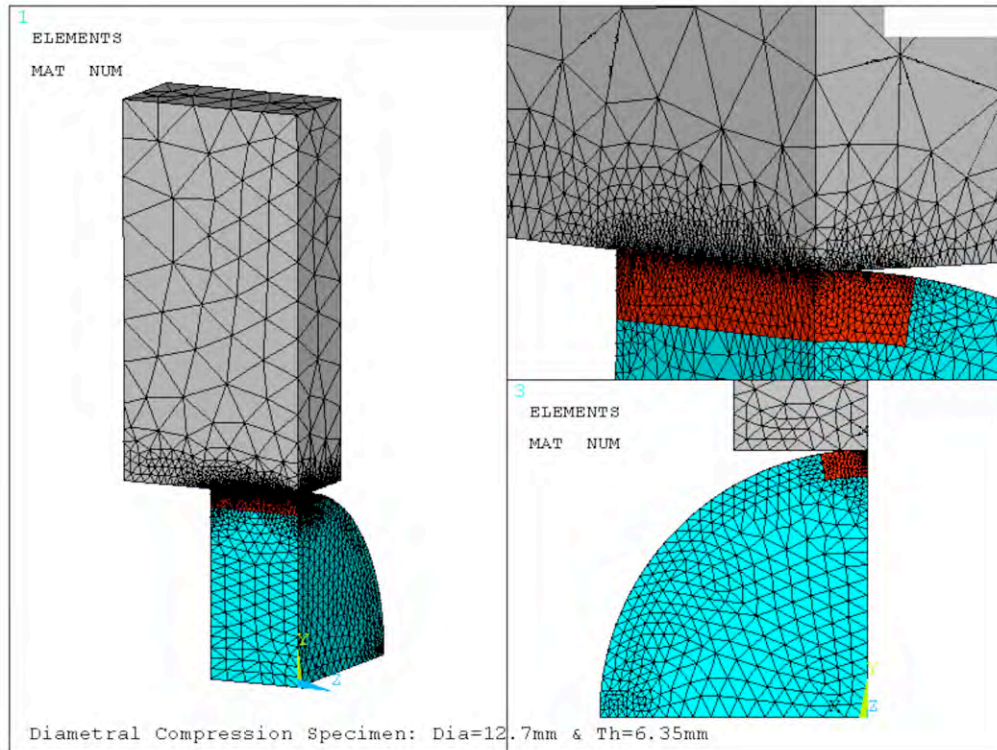 1
ELEMENTS
MAT NUM
Y
Z
3
ELEMENTS
MAT NUM
Y
X
Z
Diametral Compression Specimen: Dia=12.7mm & Th=6.35mm